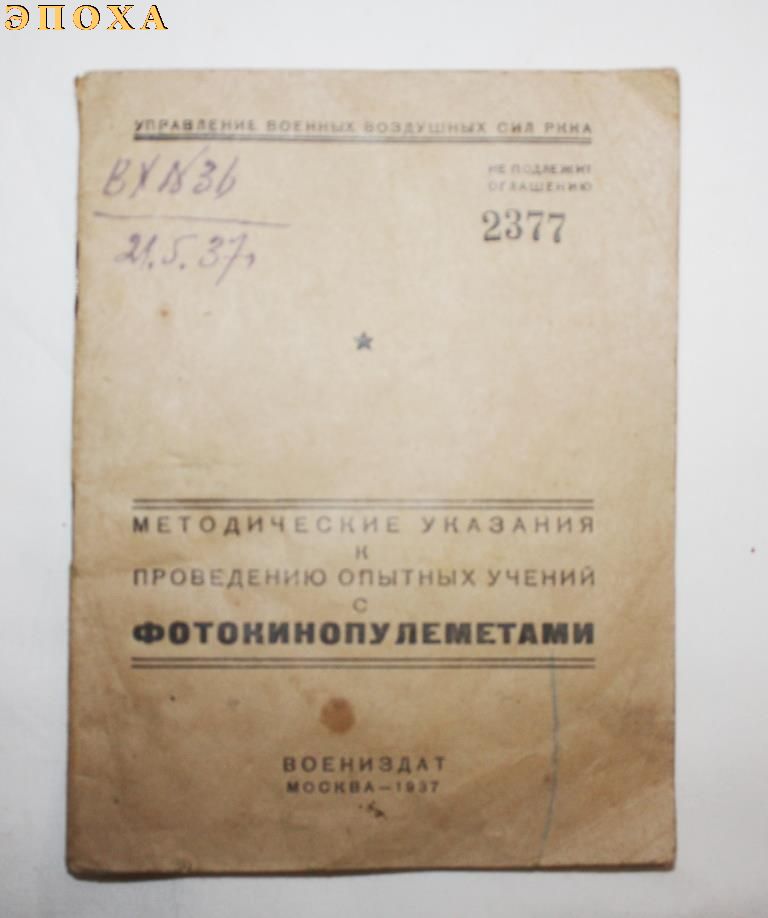 ЭПОХА
УПРАВЛЕНИЕ ВОЕННЫХ ВОЗДУШНЫХ СИЛ РККА
НЕ ПОДЛЕЖИТ
ОГЛАШЕНИЮ
2377
ВХ №36
21.5.37г.
МЕТОДИЧЕСКИЕ УКАЗАНИЯ
К
ПРОВЕДЕНИЮ ОПЫТНЫХ УЧЕНИЙ
С
ФОТОКИНОПУЛЕМЕТАМИ
ВОЕНИЗДАТ
МОСКВА—1937